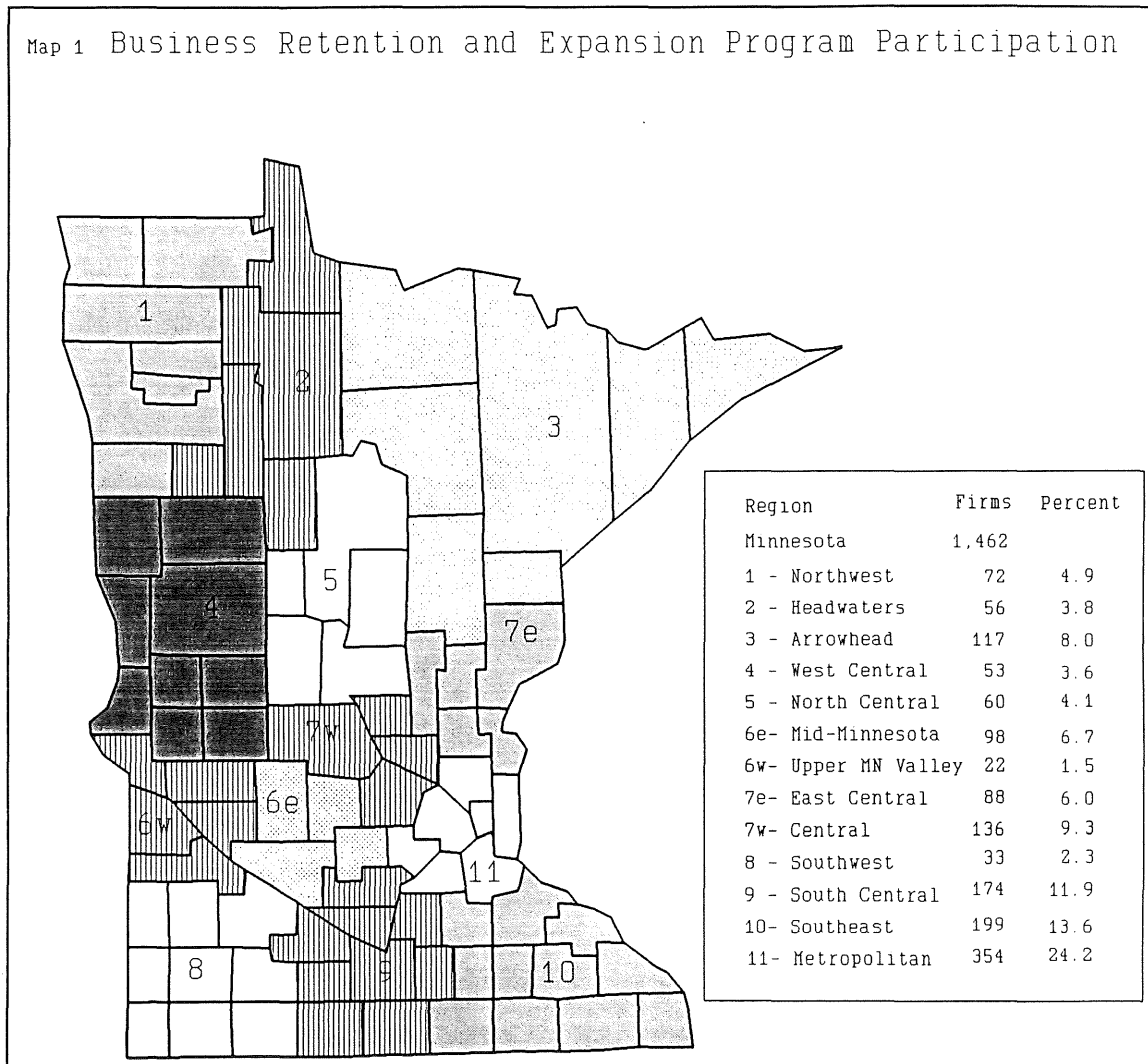 Map 1 Business Retention and Expansion Program Participation
1
2
3
4
5
7e
7w
6e
6w
11
8
9
10
Region Firms Percent
Minnesota 1,462
1 - Northwest 72 4.9
2 - Headwaters 56 3.8
3 - Arrowhead 117 8.0
4 - West Central 53 3.6
5 - North Central 60 4.1
6e- Mid-Minnesota 98 6.7
6w- Upper MN Valley 22 1.5
7e- East Central 88 6.0
7w- Central 136 9.3
8 - Southwest 33 2.3
9 - South Central 174 11.9
10- Southeast 199 13.6
11- Metropolitan 354 24.2